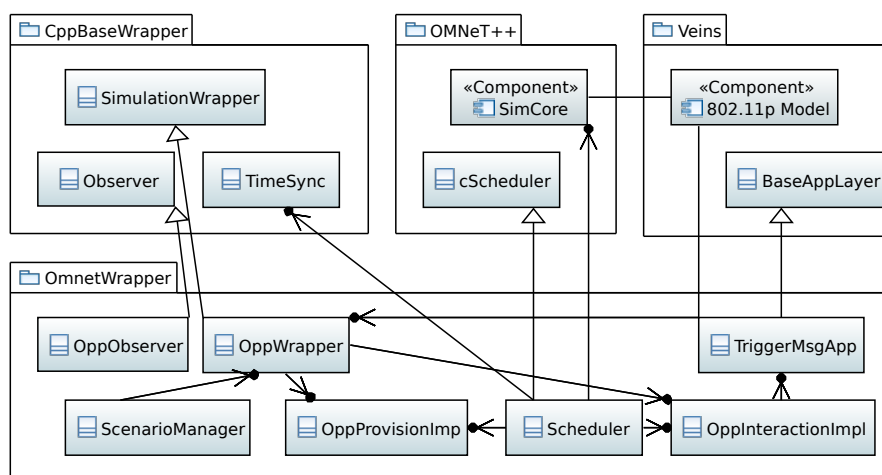 CppBaseWrapper
OMNeT++
Veins
SimulationWrapper
«Component»
SimCore
«Component»
802.11p Model
Observer
TimeSync
cScheduler
BaseAppLayer
OmnetWrapper
OppObserver
OppWrapper
TriggerMsgApp
ScenarioManager
OppProvisionImp
Scheduler
OppInteractionImpl